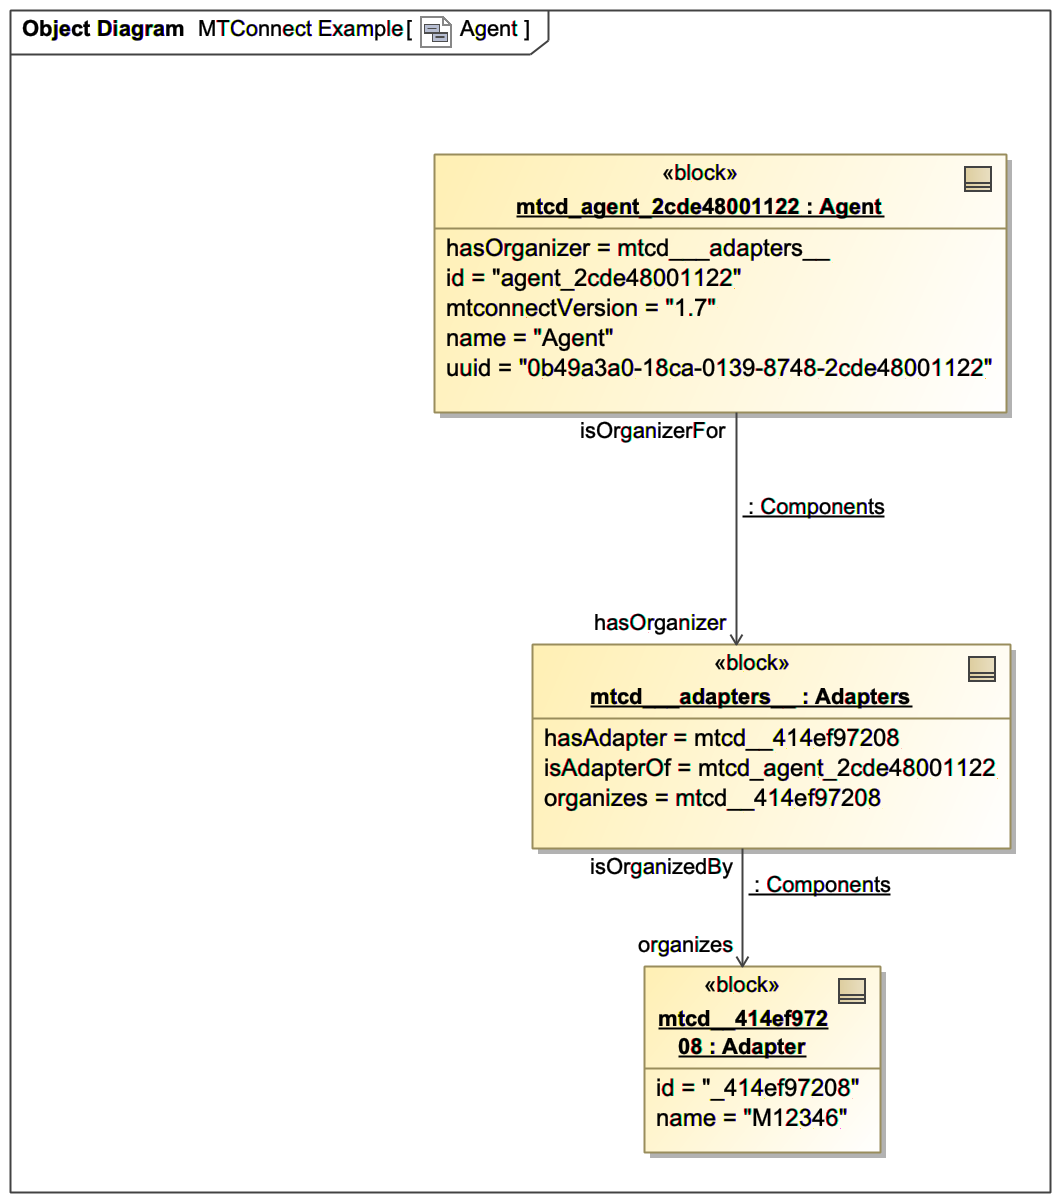 Object Diagram MTConnect Example[ Agent ]
«block»
mtcd_agent_2cde48001122 : Agent
hasOrganizer = mtcd___adapters__
id = "agent_2cde48001122"
mtconnectVersion = "1.7"
name = "Agent"
uuid = "0b49a3a0-18ca-0139-8748-2cde48001122"
isOrganizerFor
: Components
hasOrganizer
«block»
mtcd___adapters__ : Adapters
hasAdapter = mtcd__414ef97208
isAdapterOf = mtcd_agent_2cde48001122
organizes = mtcd__414ef97208
isOrganizedBy
: Components
organizes
«block»
mtcd__414ef972
08 : Adapter
id = "_414ef97208"
name = "M12346"